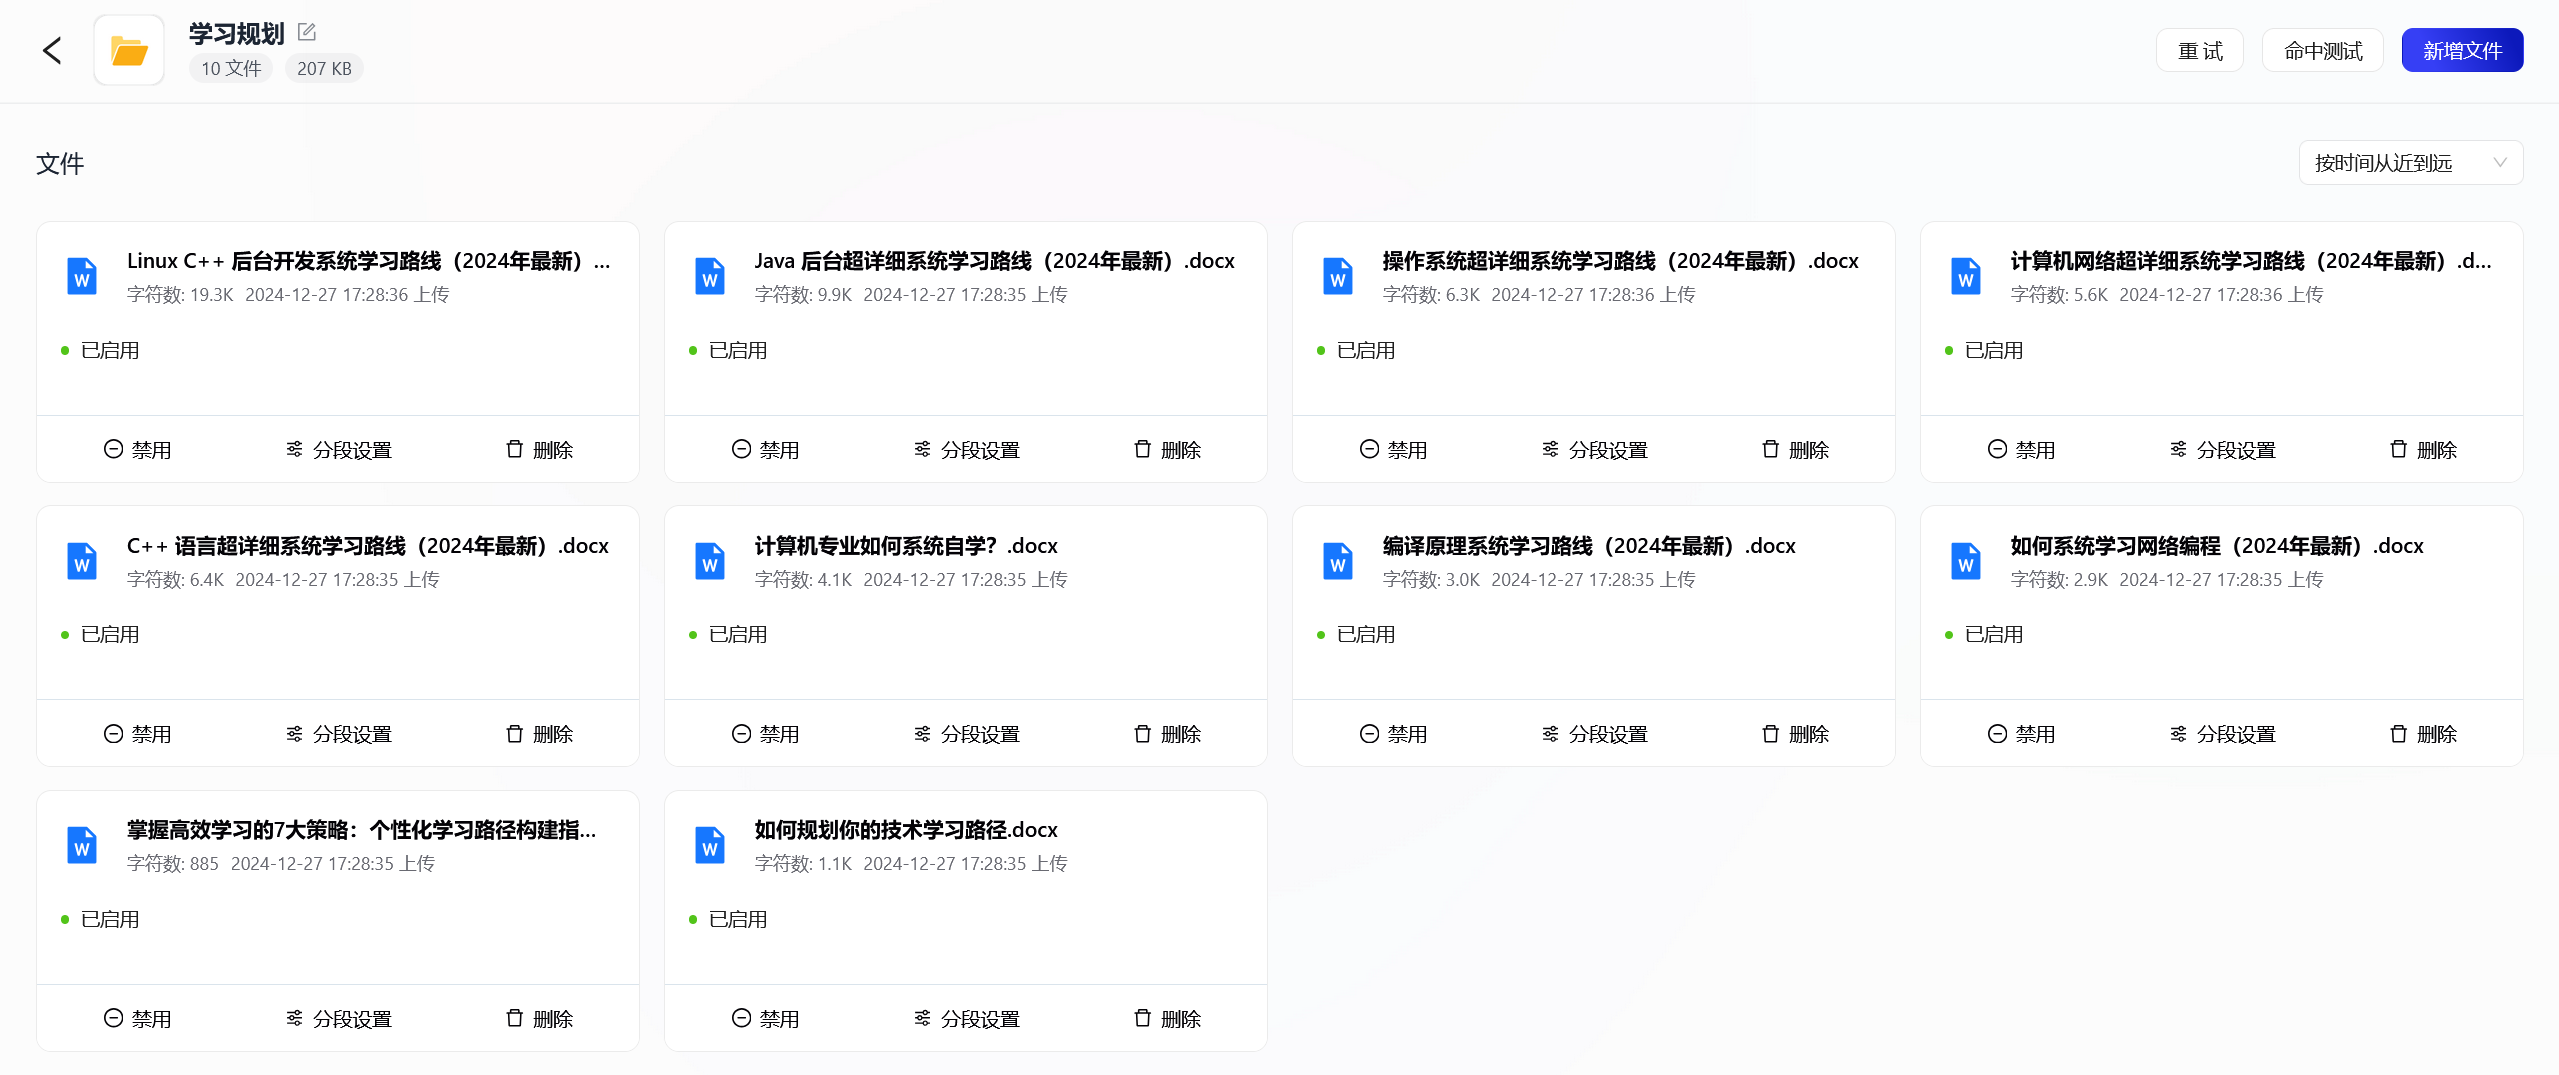 学习规划
10 文件 207 KB
重 试 命中测试 新增文件
文件
按时间从近到远
Linux C++ 后台开发系统学习路线（2024年最新）...
字符数: 19.3K 2024-12-27 17:28:36 上传
已启用
禁用 分段设置 删除
Java 后台超详细系统学习路线（2024年最新）.docx
字符数: 9.9K 2024-12-27 17:28:35 上传
已启用
禁用 分段设置 删除
操作系统超详细系统学习路线（2024年最新）.docx
字符数: 6.3K 2024-12-27 17:28:36 上传
已启用
禁用 分段设置 删除
计算机网络超详细系统学习路线（2024年最新）.d...
字符数: 5.6K 2024-12-27 17:28:36 上传
已启用
禁用 分段设置 删除
C++ 语言超详细系统学习路线（2024年最新）.docx
字符数: 6.4K 2024-12-27 17:28:35 上传
已启用
禁用 分段设置 删除
计算机专业如何系统自学？.docx
字符数: 4.1K 2024-12-27 17:28:35 上传
已启用
禁用 分段设置 删除
编译原理系统学习路线（2024年最新）.docx
字符数: 3.0K 2024-12-27 17:28:35 上传
已启用
禁用 分段设置 删除
如何系统学习网络编程（2024年最新）.docx
字符数: 2.9K 2024-12-27 17:28:35 上传
已启用
禁用 分段设置 删除
掌握高效学习的7大策略：个性化学习路径构建指...
字符数: 885 2024-12-27 17:28:35 上传
已启用
禁用 分段设置 删除
如何规划你的技术学习路径.docx
字符数: 1.1K 2024-12-27 17:28:35 上传
已启用
禁用 分段设置 删除